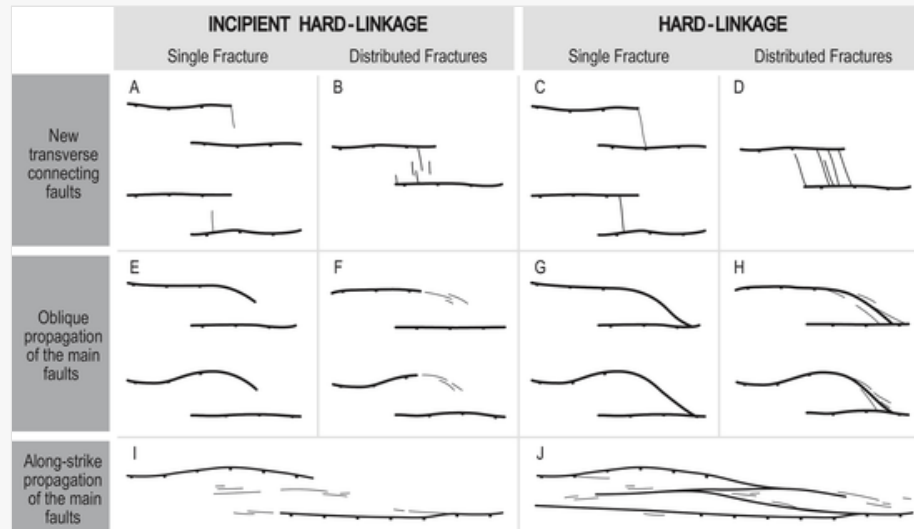 INCIPIENT HARD-LINKAGE
HARD-LINKAGE
Single Fracture
Distributed Fractures
Single Fracture
Distributed Fractures
New
transverse
connecting
faults
A
B
C
D
Oblique
propagation
of the main
faults
E
F
G
H
Along-strike
propagation
of the main
faults
I
J